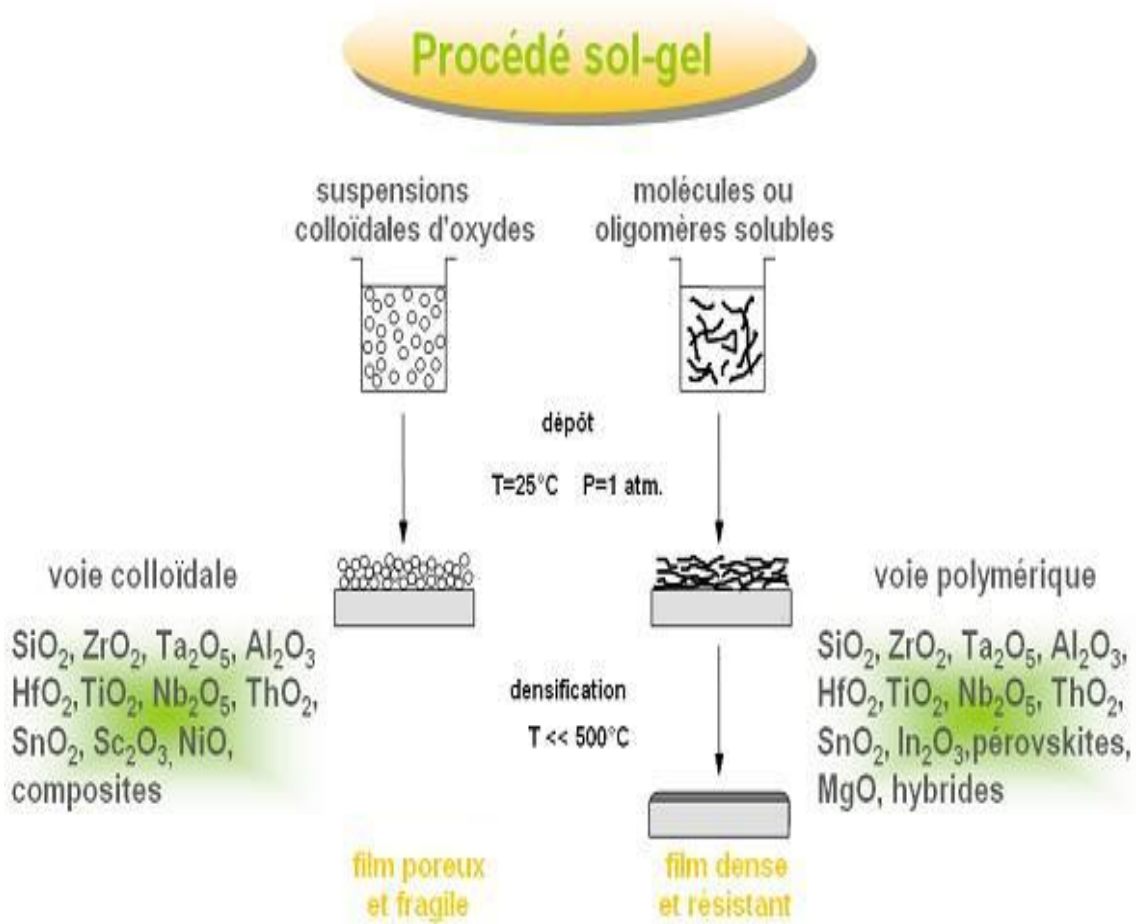 Procédé sol-gel
suspensions
colloïdales d'oxydes
molécules ou
oligomères solubles
dépôt
T=25°C P=1 atm.
voie colloïdale
SiO₂, ZrO₂, Ta₂O₅, Al₂O₃
HfO₂,TiO₂, Nb₂O₅, ThO₂,
SnO₂, Sc₂O₃, NiO,
composites
voie polymérique
SiO₂, ZrO₂, Ta₂O₅, Al₂O₃,
HfO₂,TiO₂, Nb₂O₅, ThO₂,
SnO₂, In₂O₃,pérovskites,
MgO, hybrides
densification
T << 500°C
film poreux
et fragile
film dense
et résistant